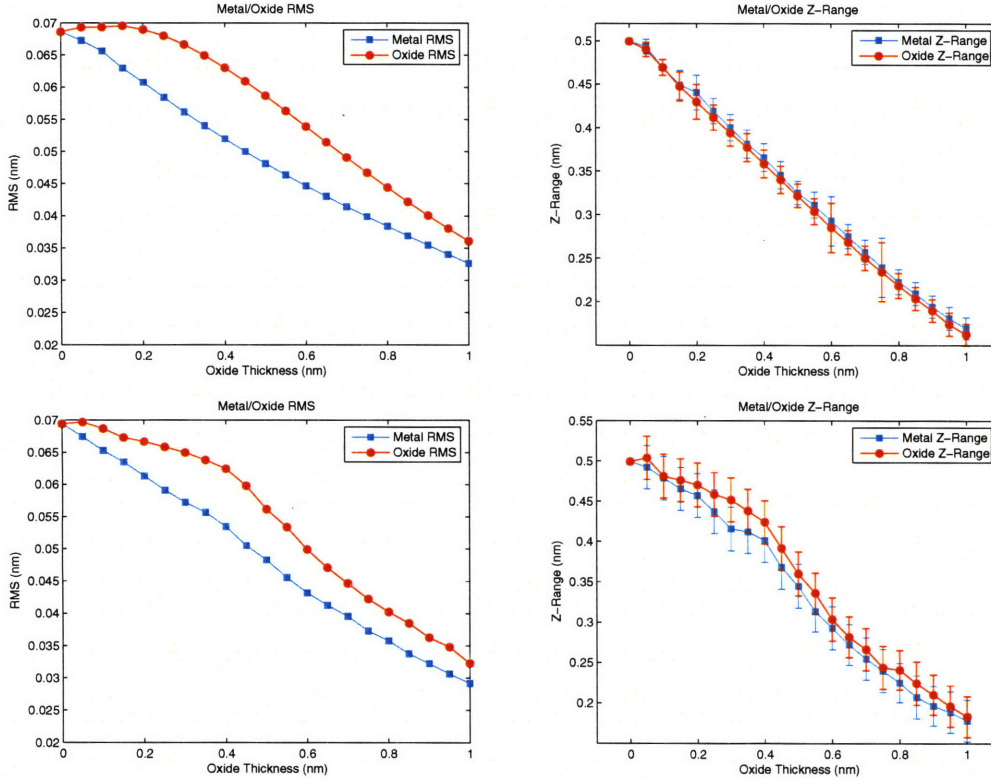 Metal/Oxide RMS
0.07
0.065
0.06
0.055
0.05
0.045
0.04
0.035
0.03
0.025
0.02
RMS (nm)
Metal RMS
Oxide RMS
0 0.2 0.4 0.6 0.8 1
Oxide Thickness (nm)
Metal/Oxide Z-Range
0.5
0.4
0.3
0.2
Z-Range (nm)
Metal Z-Range
Oxide Z-Range
0 0.2 0.4 0.6 0.8 1
Oxide Thickness (nm)
Metal/Oxide RMS
0.07
0.065
0.06
0.055
0.05
0.045
0.04
0.035
0.03
0.025
0.02
RMS (nm)
Metal RMS
Oxide RMS
0 0.2 0.4 0.6 0.8 1
Oxide Thickness (nm)
Metal/Oxide Z-Range
0.55
0.5
0.45
0.4
0.35
0.3
0.25
0.2
Z-Range (nm)
Metal Z-Range
Oxide Z-Range
0 0.2 0.4 0.6 0.8 1
Oxide Thickness (nm)